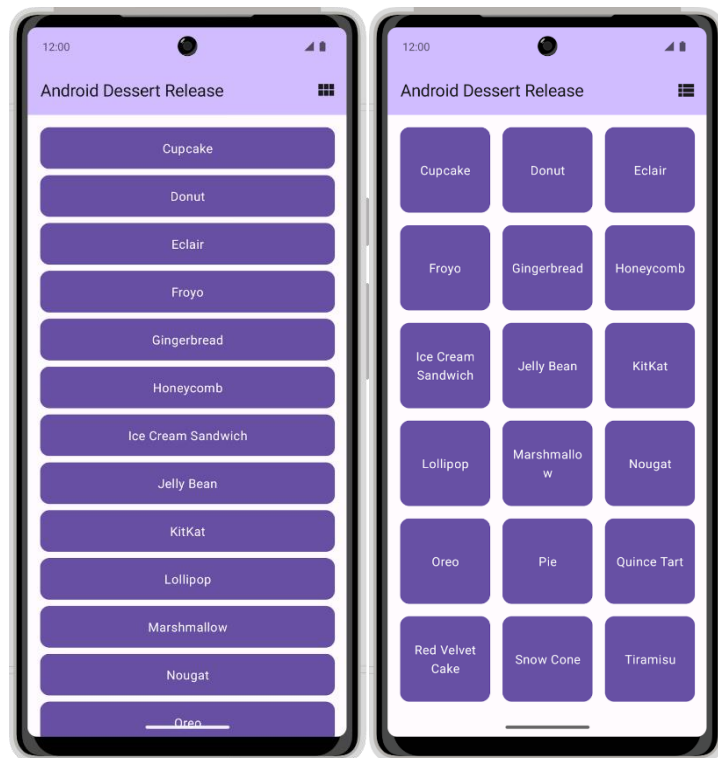 12:00
Android Dessert Release
Cupcake
Donut
Eclair
Froyo
Gingerbread
Honeycomb
Ice Cream Sandwich
Jelly Bean
KitKat
Lollipop
Marshmallow
Nougat
Oreo
12:00
Android Dessert Release
Cupcake
Donut
Eclair
Froyo
Gingerbread
Honeycomb
Ice Cream
Sandwich
Jelly Bean
KitKat
Lollipop
Marshmallo
w
Nougat
Oreo
Pie
Quince Tart
Red Velvet
Cake
Snow Cone
Tiramisu